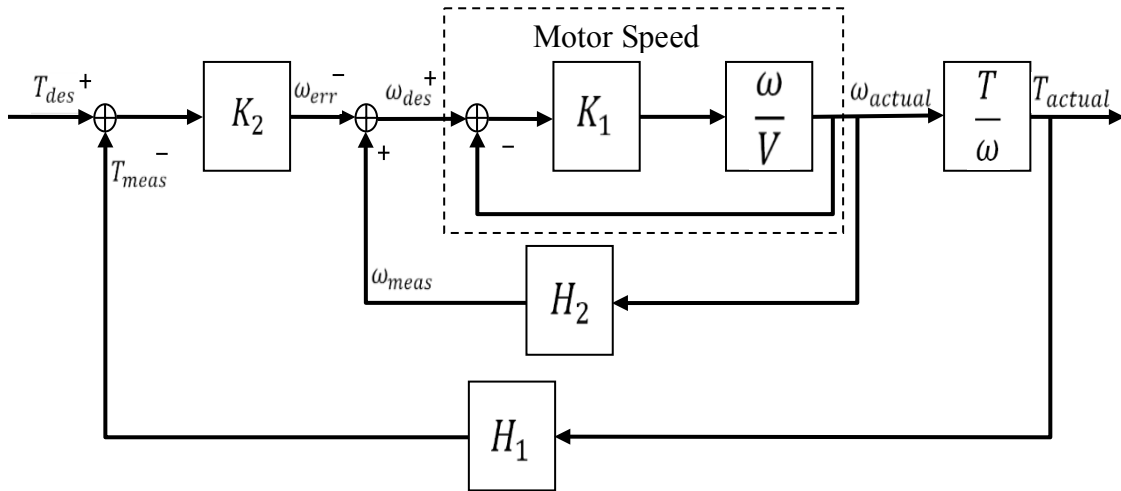 Motor Speed
T_des +
K_2
ω_err −
ω_des +
K_1
ω
V
ω_actual
T
ω
T_actual
T_meas −
+
−
ω_meas
H_2
H_1